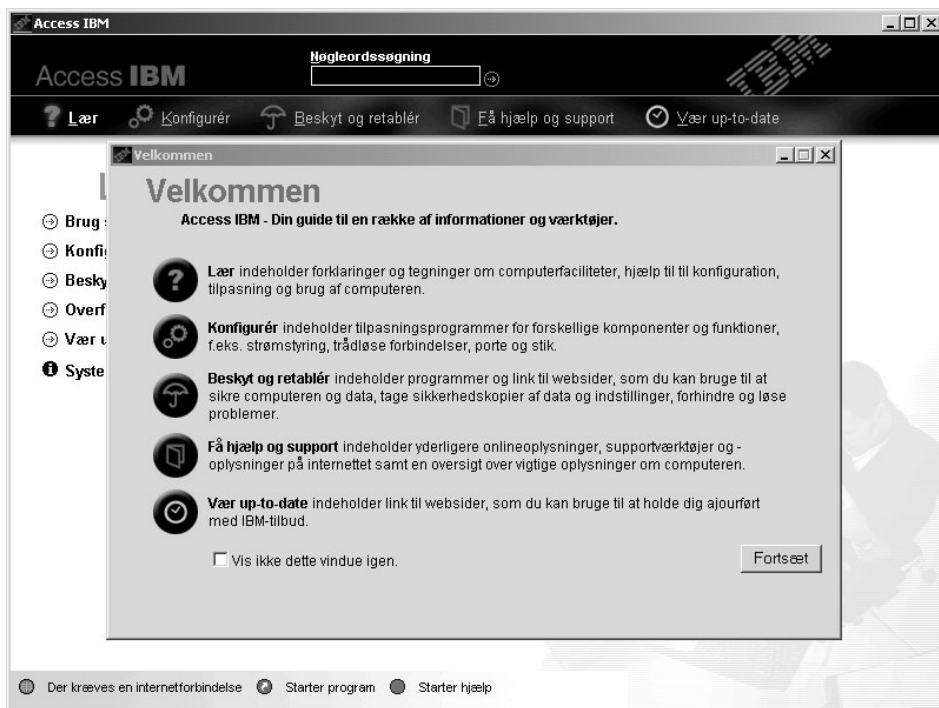 Access IBM
Nøgleordssøgning
Access IBM
IBM
Lær
Konfigurér
Beskyt og retablér
Få hjælp og support
Vær up-to-date
Velkommen
Velkommen
Access IBM - Din guide til en række af informationer og værktøjer.
Brug
Konfi
Besky
Overf
Vær u
Syste
Lær indeholder forklaringer og tegninger om computerfaciliteter, hjælp til til konfiguration,
tilpasning og brug af computeren.
Konfigurér indeholder tilpasningsprogrammer for forskellige komponenter og funktioner,
f.eks. strømstyring, trådløse forbindelser, porte og stik.
Beskyt og retablér indeholder programmer og link til websider, som du kan bruge til at
sikre computeren og data, tage sikkerhedskopier af data og indstillinger, forhindre og løse
problemer.
Få hjælp og support indeholder yderligere onlineoplysninger, supportværktøjer og -
oplysninger på internettet samt en oversigt over vigtige oplysninger om computeren.
Vær up-to-date indeholder link til websider, som du kan bruge til at holde dig ajourført
med IBM-tilbud.
Vis ikke dette vindue igen.
Fortsæt
Der kræves en internetforbindelse
Starter program
Starter hjælp